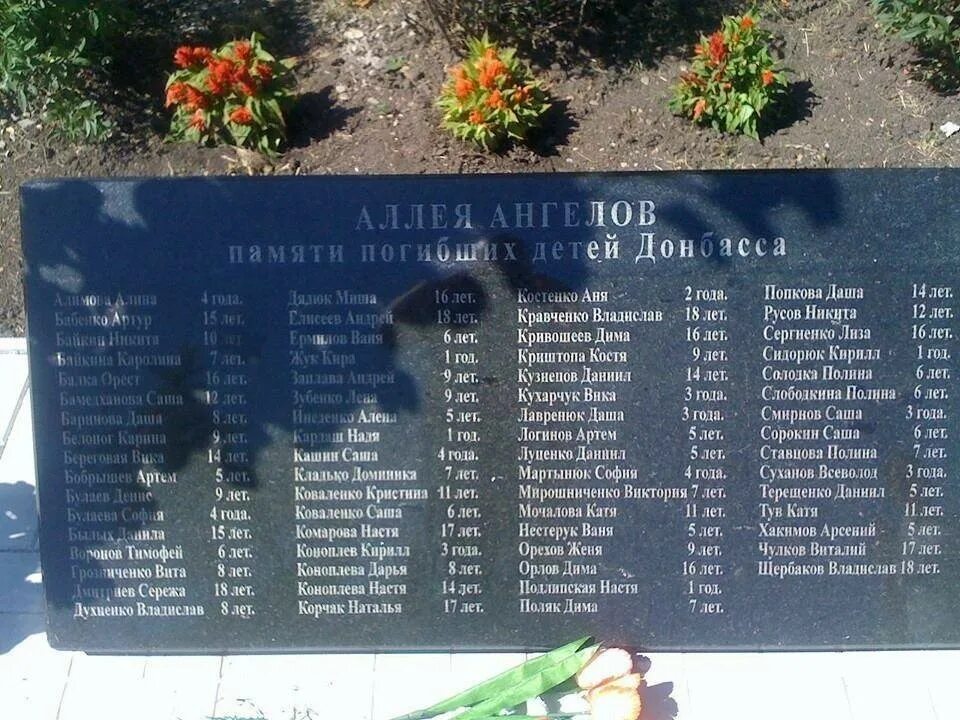 АЛЛЕЯ АНГЕЛОВ
памяти погибших детей Донбасса
Алимова Алина 4 года.
Бабенко Артур 15 лет.
Байкин Никита 10 лет
Байкина Каролина 7 лет.
Балка Орест 16 лет.
Бамедханова Саша 12 лет.
Баринова Даша 8 лет.
Белопог Карина 9 лет.
Береговая Вика 14 лет.
Бобрышев Артем 5 лет.
Булаев Денис 9 лет.
Булаева София 4 года.
Былых Данила 15 лет.
Воронов Тимофей 6 лет.
Грозниченко Вита 8 лет.
Дмитриев Сережа 18 лет.
Духненко Владислав 8 лет.
Дядюк Миша 16 лет.
Елисеев Андрей 18 лет.
Ермилов Ваня 6 лет.
Жук Кира 1 год.
Заплава Андрей 9 лет.
Зубенко Лена 9 лет.
Алена 5 лет.
Кардаш Надя 1 год.
Кашин Саша 4 года.
Кладько Доминика 7 лет.
Коваленко Кристина 11 лет.
Коваленко Саша 6 лет.
Комарова Настя 17 лет.
Коноплев Кирилл 3 года.
Коноплева Дарья 8 лет.
Коноплева Настя 14 лет.
Корчак Наталья 17 лет.
Костенко Аня 2 года.
Кравченко Владислав 18 лет.
Кривошеев Дима 16 лет.
Криштопа Костя 9 лет.
Кузнецов Даниил 14 лет.
Кухарчук Вика 3 года.
Лавренюк Даша 3 года.
Логинов Артем 5 лет.
Луценко Даниил 5 лет.
Мартынюк София 4 года.
Мирошниченко Виктория 7 лет.
Мочалова Катя 11 лет.
Нестерук Ваня 5 лет.
Орехов Женя 9 лет.
Орлов Дима 16 лет.
Подлипская Настя 1 год.
Поляк Дима 7 лет.
Попкова Даша 14 лет.
Русов Никита 12 лет.
Сергиенко Лиза 16 лет.
Сидорюк Кирилл 1 год.
Солодка Полина 6 лет.
Слободкина Полина 6 лет.
Смирнов Саша 3 года.
Сорокин Саша 6 лет.
Ставцова Полина 7 лет.
Суханов Всеволод 3 года.
Терещенко Даниил 5 лет.
Тув Катя 11 лет.
Хакимов Арсений 5 лет.
Чулков Виталий 17 лет.
Щербаков Владислав 18 лет.